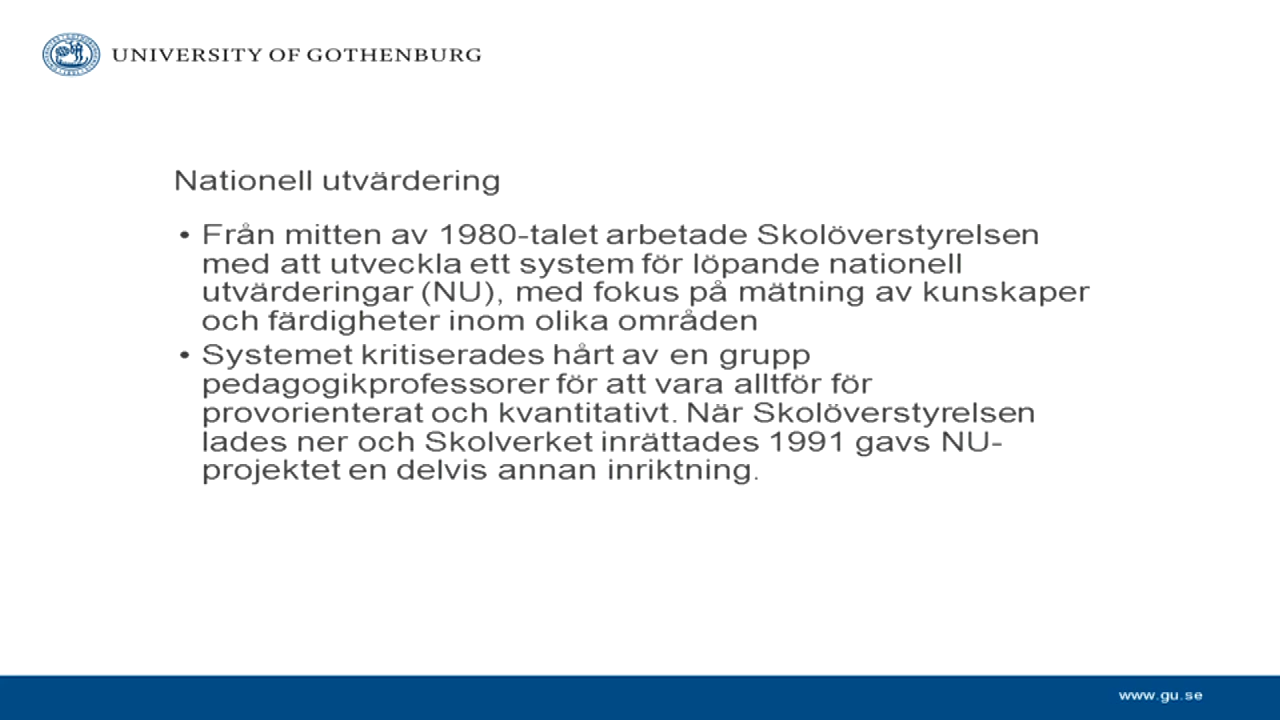 UNIVERSITY OF GOTHENBURG
Nationell utvärdering
• Från mitten av 1980-talet arbetade Skolöverstyrelsen
med att utveckla ett system för löpande nationell
utvärderingar (NU), med fokus på mätning av kunskaper
och färdigheter inom olika områden
• Systemet kritiserades hårt av en grupp
pedagogikprofessorer för att vara alltför för
provorienterat och kvantitativt. När Skolöverstyrelsen
lades ner och Skolverket inrättades 1991 gavs NU-
projektet en delvis annan inriktning.
www.gu.se